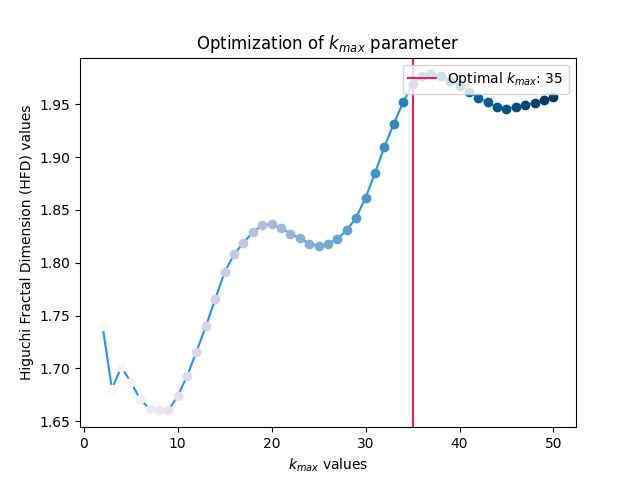 Optimization of k_max parameter
Optimal k_max: 35
Higuchi Fractal Dimension (HFD) values
1.95
1.90
1.85
1.80
1.75
1.70
1.65
0 10 20 30 40 50
k_max values